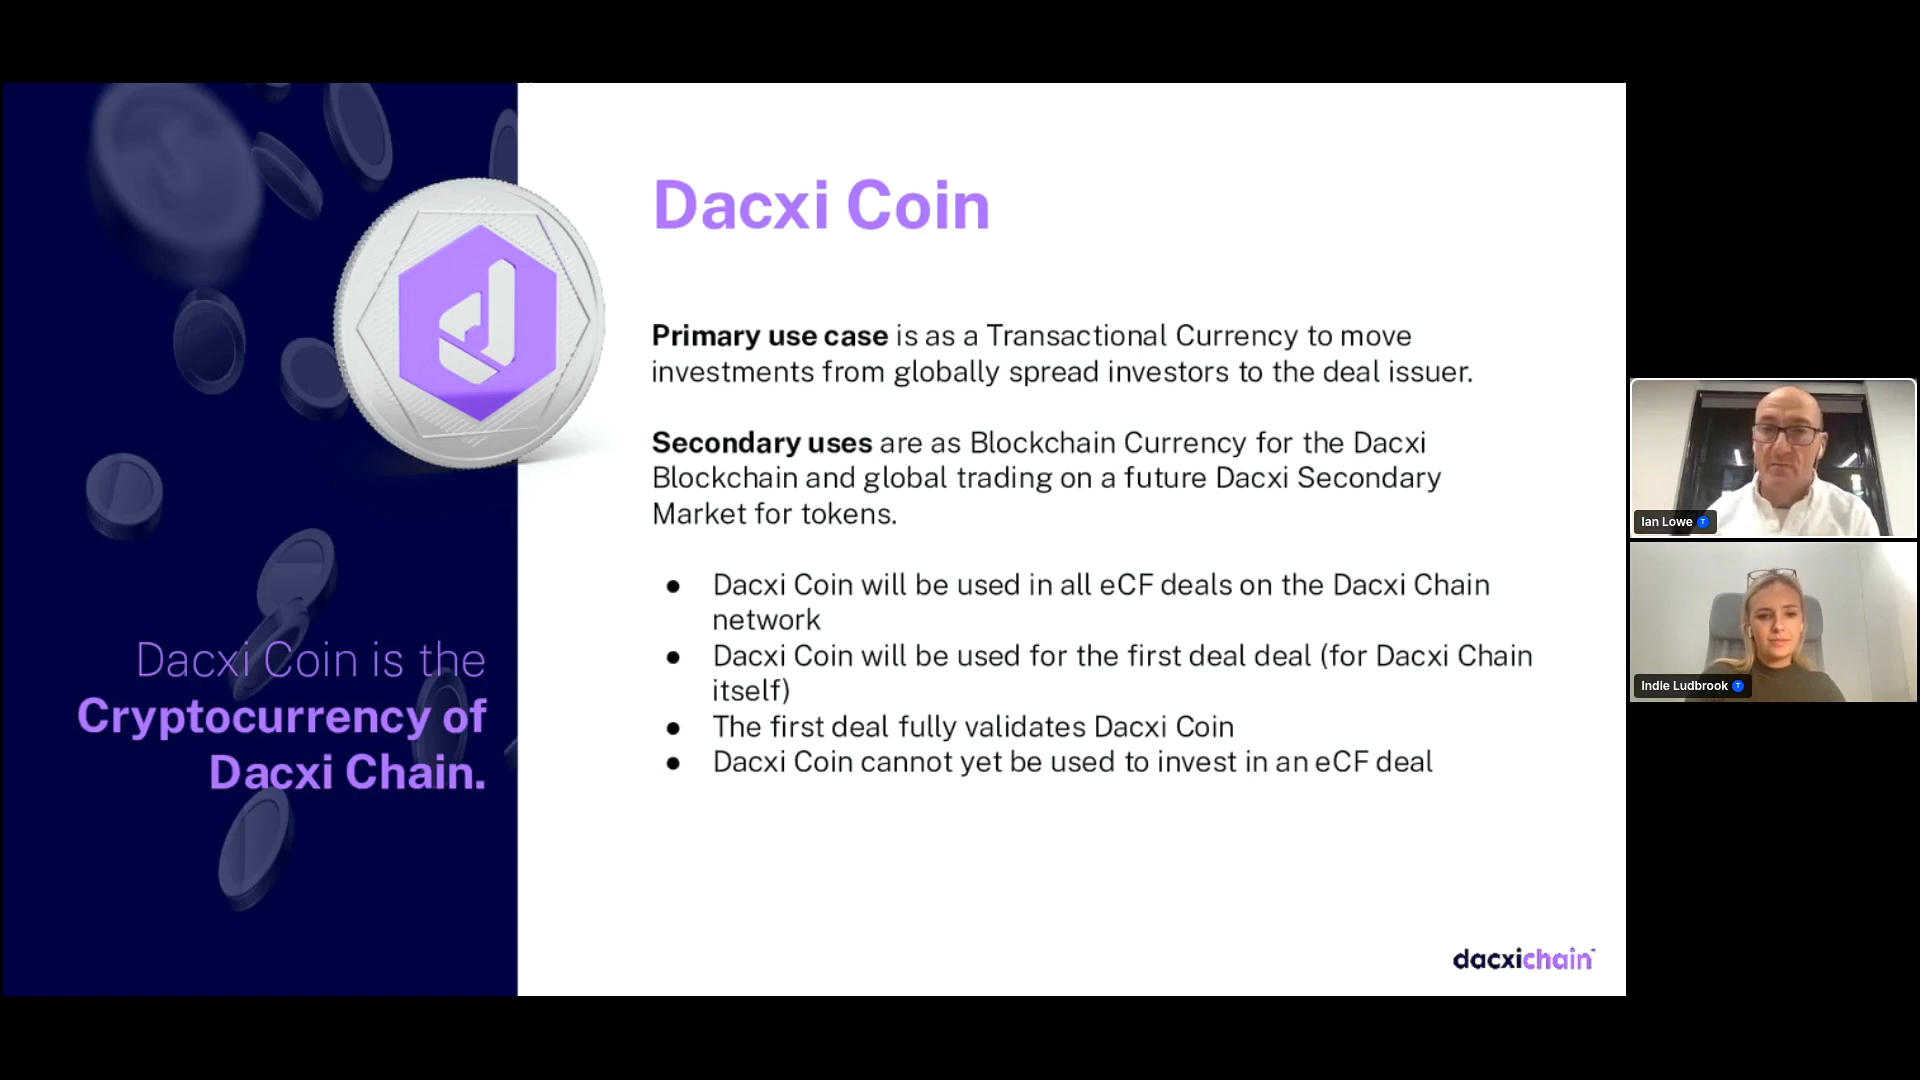 Dacxi Coin
Primary use case is as a Transactional Currency to move
investments from globally spread investors to the deal issuer.
Secondary uses are as Blockchain Currency for the Dacxi
Blockchain and global trading on a future Dacxi Secondary
Market for tokens.
● Dacxi Coin will be used in all eCF deals on the Dacxi Chain
network
● Dacxi Coin will be used for the first deal deal (for Dacxi Chain
itself)
● The first deal fully validates Dacxi Coin
● Dacxi Coin cannot yet be used to invest in an eCF deal
Dacxi Coin is the
Cryptocurrency of
Dacxi Chain.
dacxichain
Ian Lowe T
Indie Ludbrook T